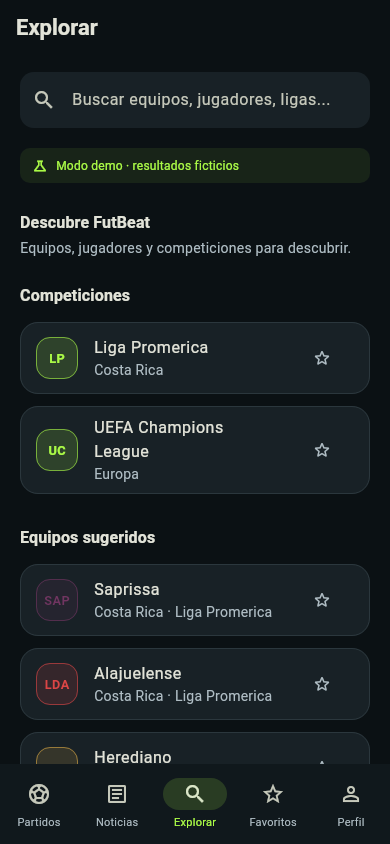 Explorar
Buscar equipos, jugadores, ligas...
Modo demo · resultados ficticios
Descubre FutBeat
Equipos, jugadores y competiciones para descubrir.
Competiciones
LP
Liga Promerica
Costa Rica
UC
UEFA Champions
League
Europa
Equipos sugeridos
SAP
Saprissa
Costa Rica · Liga Promerica
LDA
Alajuelense
Costa Rica · Liga Promerica
Herediano
Partidos
Noticias
Explorar
Favoritos
Perfil